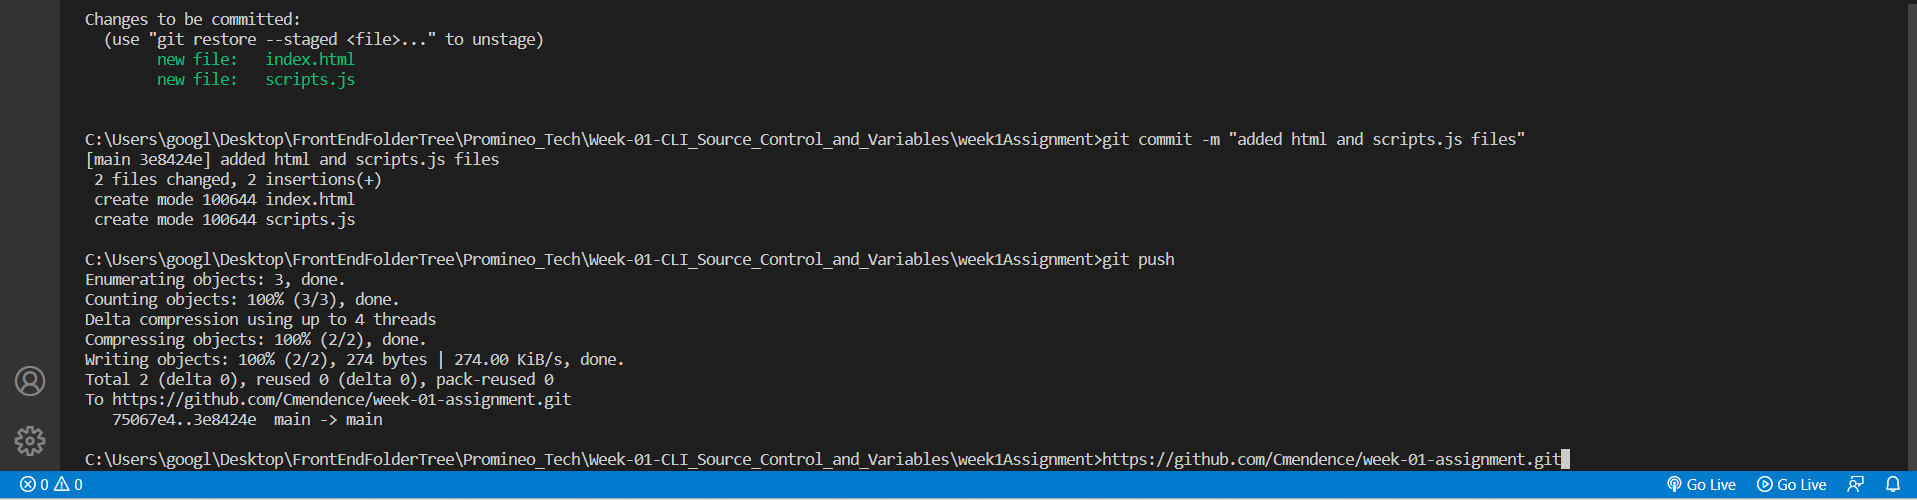 Changes to be committed:
  (use "git restore --staged <file>..." to unstage)
        new file:   index.html
        new file:   scripts.js
C:\Users\googl\Desktop\FrontEndFolderTree\Promineo_Tech\Week-01-CLI_Source_Control_and_Variables\week1Assignment>git commit -m "added html and scripts.js files"
[main 3e8424e] added html and scripts.js files
 2 files changed, 2 insertions(+)
 create mode 100644 index.html
 create mode 100644 scripts.js
C:\Users\googl\Desktop\FrontEndFolderTree\Promineo_Tech\Week-01-CLI_Source_Control_and_Variables\week1Assignment>git push
Enumerating objects: 3, done.
Counting objects: 100% (3/3), done.
Delta compression using up to 4 threads
Compressing objects: 100% (2/2), done.
Writing objects: 100% (2/2), 274 bytes | 274.00 KiB/s, done.
Total 2 (delta 0), reused 0 (delta 0), pack-reused 0
To https://github.com/Cmendence/week-01-assignment.git
   75067e4..3e8424e  main -> main
C:\Users\googl\Desktop\FrontEndFolderTree\Promineo_Tech\Week-01-CLI_Source_Control_and_Variables\week1Assignment>https://github.com/Cmendence/week-01-assignment.git
0 0 Go Live Go Live